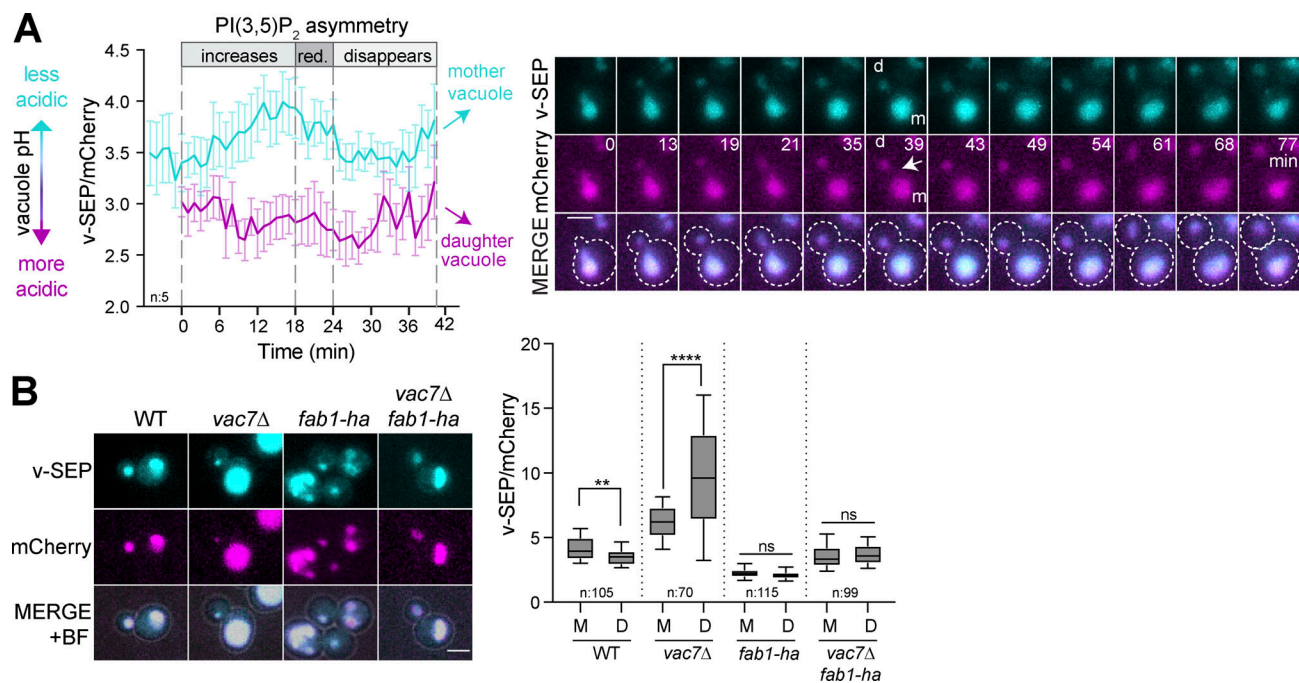 A
PI(3,5)P2 asymmetry
increases
red.
disappears
less
acidic
vacuole pH
more
acidic
v-SEP/mCherry
4.5
4.0
3.5
3.0
2.5
2.0
n:5
0
6
12
18
24
30
36
42
Time (min)
mother
vacuole
daughter
vacuole
v-SEP
d
m
mCherry
0 13 19 21 35 39 43 49 54 61 68 77
min
d
m
MERGE
B
WT
vac7Δ
fab1-ha
vac7Δ
fab1-ha
v-SEP
mCherry
MERGE
+BF
v-SEP/mCherry
20
15
10
5
0
**
****
ns
ns
n:105
n:70
n:115
n:99
M D M D M D M D
WT
vac7Δ
fab1-ha
vac7Δ
fab1-ha